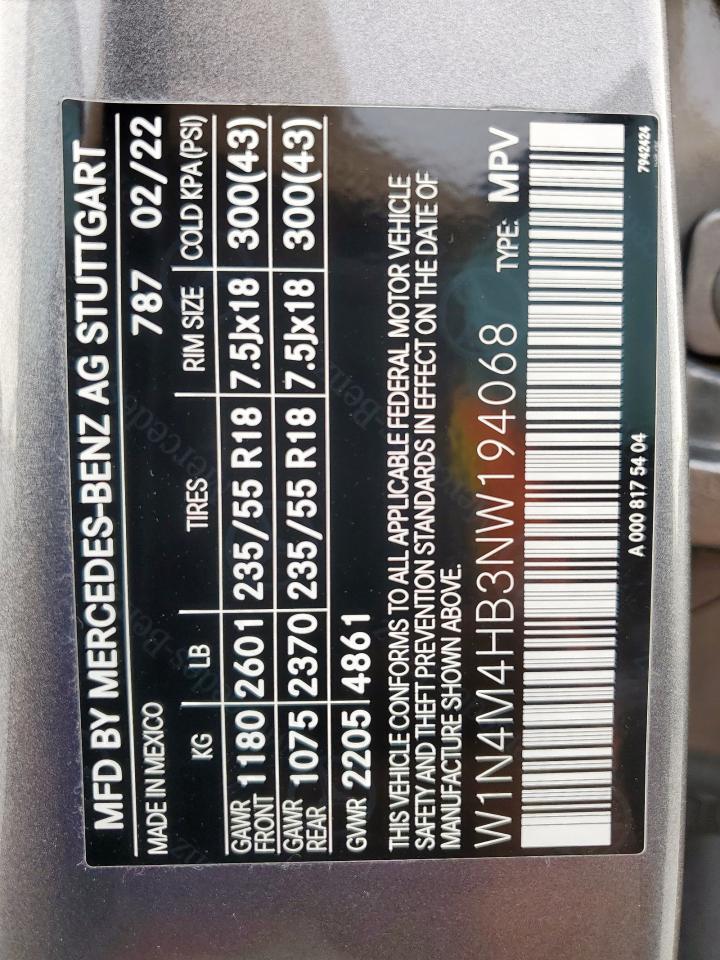 MFD BY MERCEDES-BENZ AG STUTTGART
MADE IN MEXICO 787 02/22
KG LB TIRES RIM SIZE COLD KPA (PSI)
GAWR FRONT 1180 2601 235/55 R18 7.5Jx18 300(43)
GAWR REAR 1075 2370 235/55 R18 7.5Jx18 300(43)
GVWR 2205 4861
THIS VEHICLE CONFORMS TO ALL APPLICABLE FEDERAL MOTOR VEHICLE
SAFETY AND THEFT PREVENTION STANDARDS IN EFFECT ON THE DATE OF
MANUFACTURE SHOWN ABOVE.
W1N4M4HB3NW194068 TYPE: MPV
A 000 817 54 04
7942424